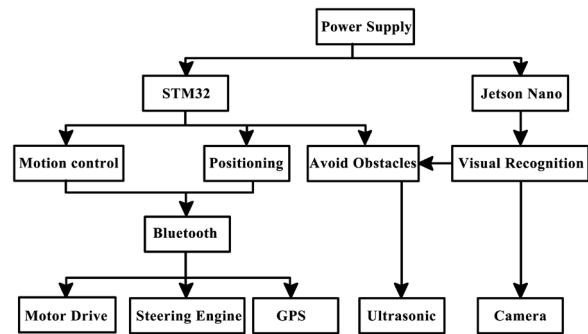 Power Supply
STM32
Jetson Nano
Motion control
Positioning
Avoid Obstacles
Visual Recognition
Bluetooth
Motor Drive
Steering Engine
GPS
Ultrasonic
Camera